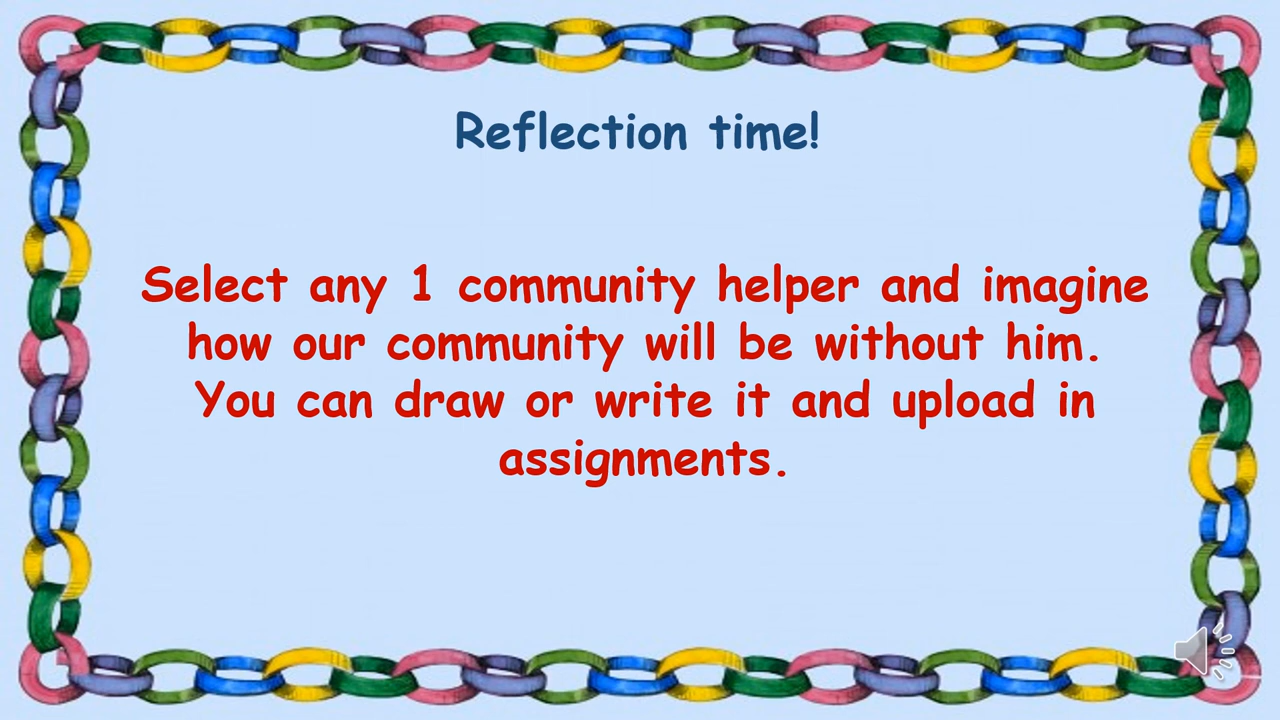 Reflection time!
Select any 1 community helper and imagine
how our community will be without him.
You can draw or write it and upload in
assignments.